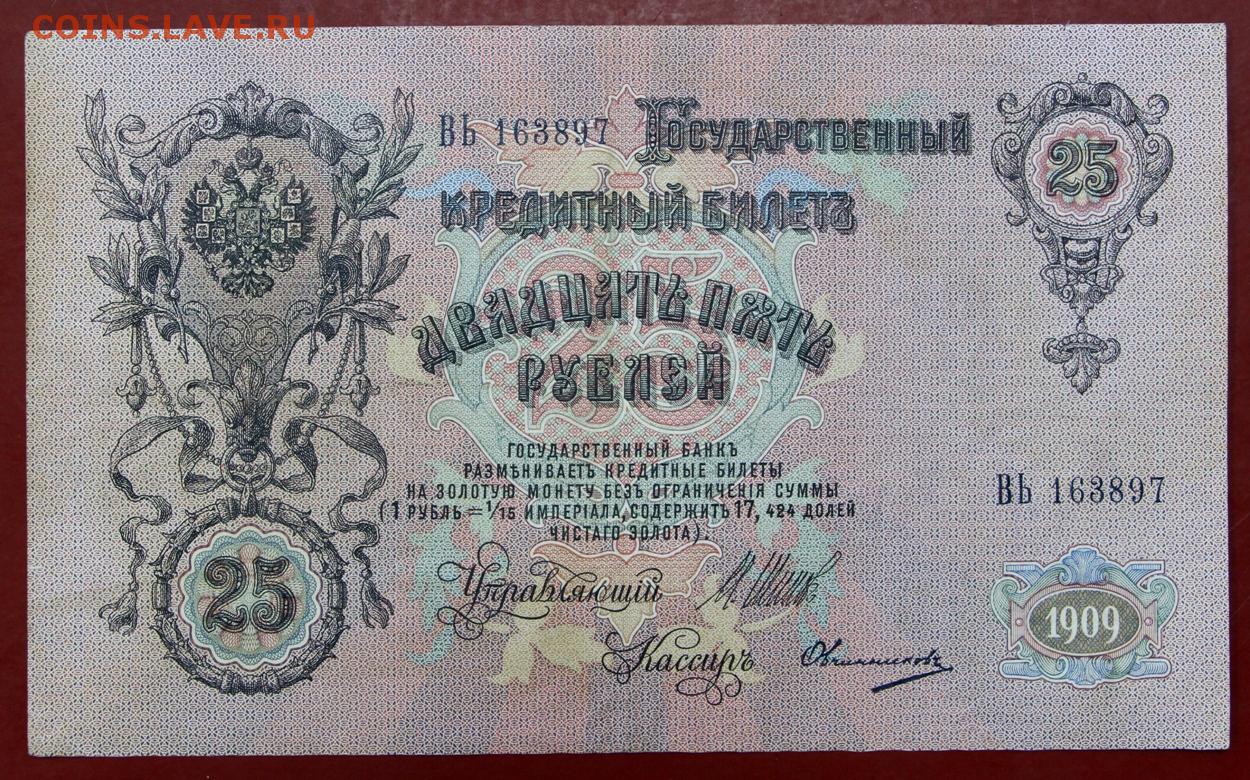 COINS.LAVE.RU
ВЬ 163897
ГОСУДАРСТВЕННЫЙ
КРЕДИТНЫЙ БИЛЕТЪ
25
ДВАДЦАТЬ ПЯТЬ
РУБЛЕЙ
25
ГОСУДАРСТВЕННЫЙ БАНКЪ
РАЗМѢНИВАЕТЪ КРЕДИТНЫЕ БИЛЕТЫ
НА ЗОЛОТУЮ МОНЕТУ БЕЗЪ ОГРАНИЧЕНІЯ СУММЫ
(1 РУБЛЬ = 1/15 ИМПЕРІАЛА, СОДЕРЖИТЪ 17, 424 ДОЛЕЙ
ЧИСТАГО ЗОЛОТА).
ВЬ 163897
25
Управляющій
Кассиръ Овчинниковъ
1909